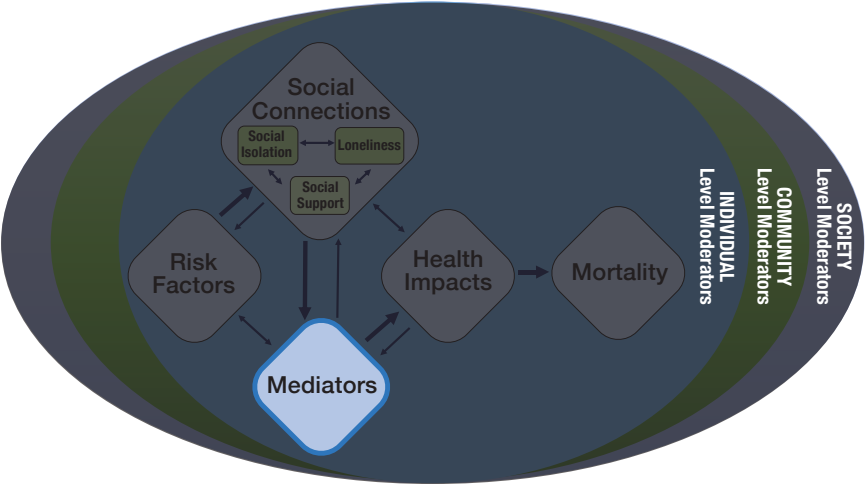 Social
Connections
Social
Isolation
Loneliness
Social
Support
Risk
Factors
Health
Impacts
Mortality
Mediators
INDIVIDUAL
Level Moderators
COMMUNITY
Level Moderators
SOCIETY
Level Moderators